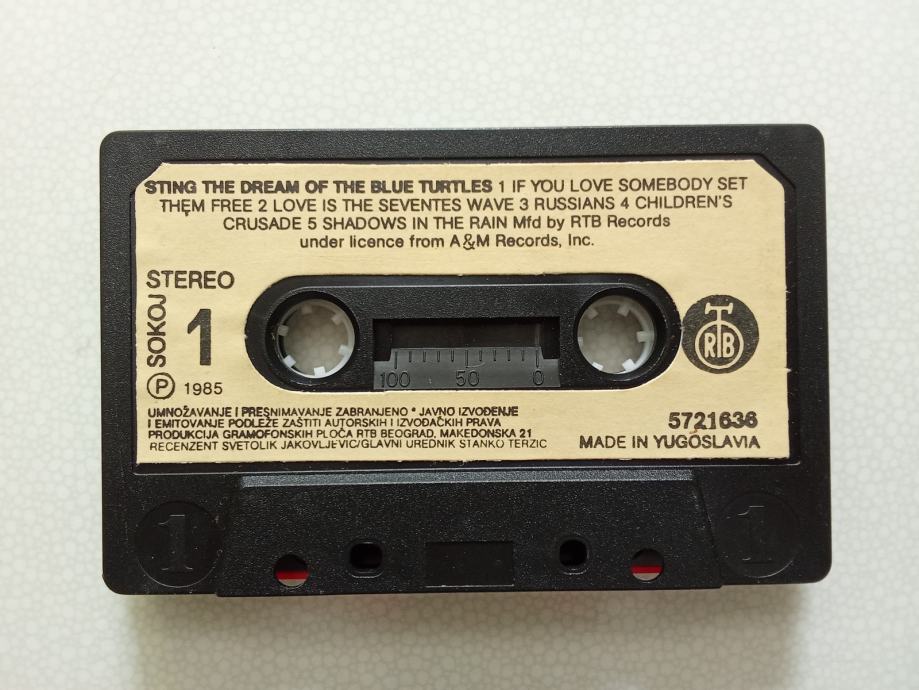 STING THE DREAM OF THE BLUE TURTLES 1 IF YOU LOVE SOMEBODY SET
THEM FREE 2 LOVE IS THE SEVENTES WAVE 3 RUSSIANS 4 CHILDREN'S
CRUSADE 5 SHADOWS IN THE RAIN Mfd by RTB Records
under licence from A&M Records, Inc.
STEREO
SOKOJ
1
RTB
100 50 0
Ⓟ 1985
UMNOŽAVANJE I PRESNIMAVANJE ZABRANJENO * JAVNO IZVOĐENJE
I EMITOVANJE PODLEŽE ZAŠTITI AUTORSKIH I IZVOĐAČKIH PRAVA
PRODUKCIJA GRAMOFONSKIH PLOČA RTB BEOGRAD, MAKEDONSKA 21
RECENZENT SVETOLIK JAKOVLJEVIC/GLAVNI UREDNIK STANKO TERZIC
5721636
MADE IN YUGOSLAVIA
1 1